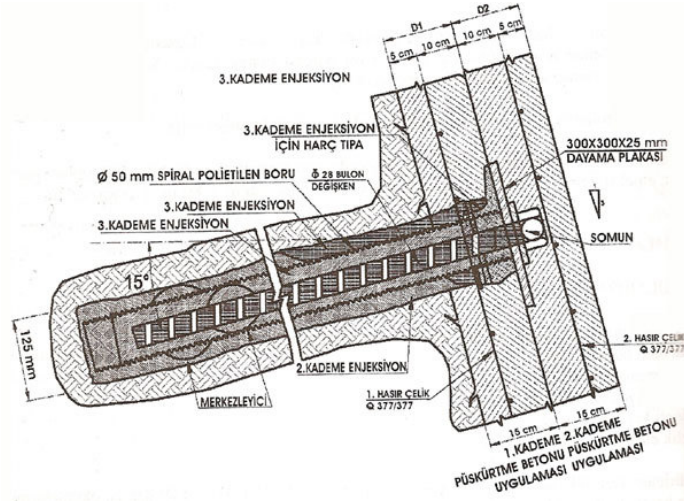 D1
D2
5 cm
10 cm
10 cm
5 cm
3.KADEME ENJEKSİYON
3.KADEME ENJEKSİYON
İÇİN HARÇ TIPA
300X300X25 mm
DAYAMA PLAKASI
Ø 50 mm SPİRAL POLİETİLEN BORU
28 BULON
DEĞİŞKEN
3.KADEME ENJEKSİYON
3.KADEME ENJEKSİYON
SOMUN
15°
125 mm
2.KADEME ENJEKSİYON
MERKEZLEYİCİ
1. HASIR ÇELİK
Q 377/377
2. HASIR ÇELİK
Q 377/377
15 cm
15 cm
1.KADEME 2.KADEME
PÜSKÜRTME BETONU PÜSKÜRTME BETONU
UYGULAMASI UYGULAMASI